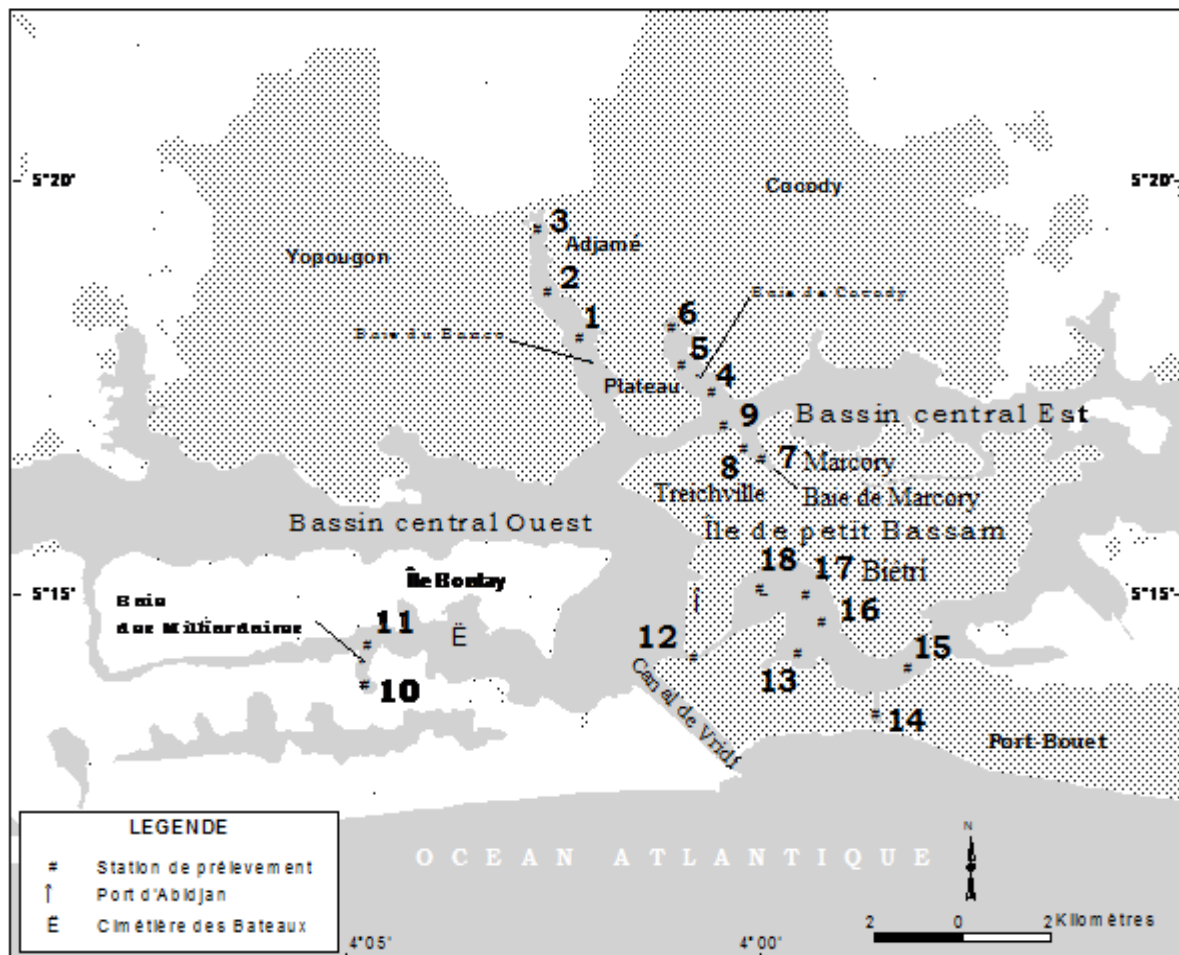 5°20'
5°20'
Cocody
3
Adjamé
Yopougon
2
Baie de Cocody
1
6
Baie du Banco
5
4
Plateau
9
Bassin central Est
8
7
Marcory
Treichville
Baie de Marcory
Bassin central Ouest
Île de petit Bassam
18
17
Biétri
Île Boulay
5°15'
5°15'
Baie
des Milliardaires
11
Ë
Î
16
12
15
10
13
Canal de Vridi
14
Port-Bouet
LEGENDE
# Station de prélevement
Î Port d'Abidjan
Ë Cimétière des Bateaux
OCEAN ATLANTIQUE
N
2 0 2 Kilomètres
4°05'
4°00'